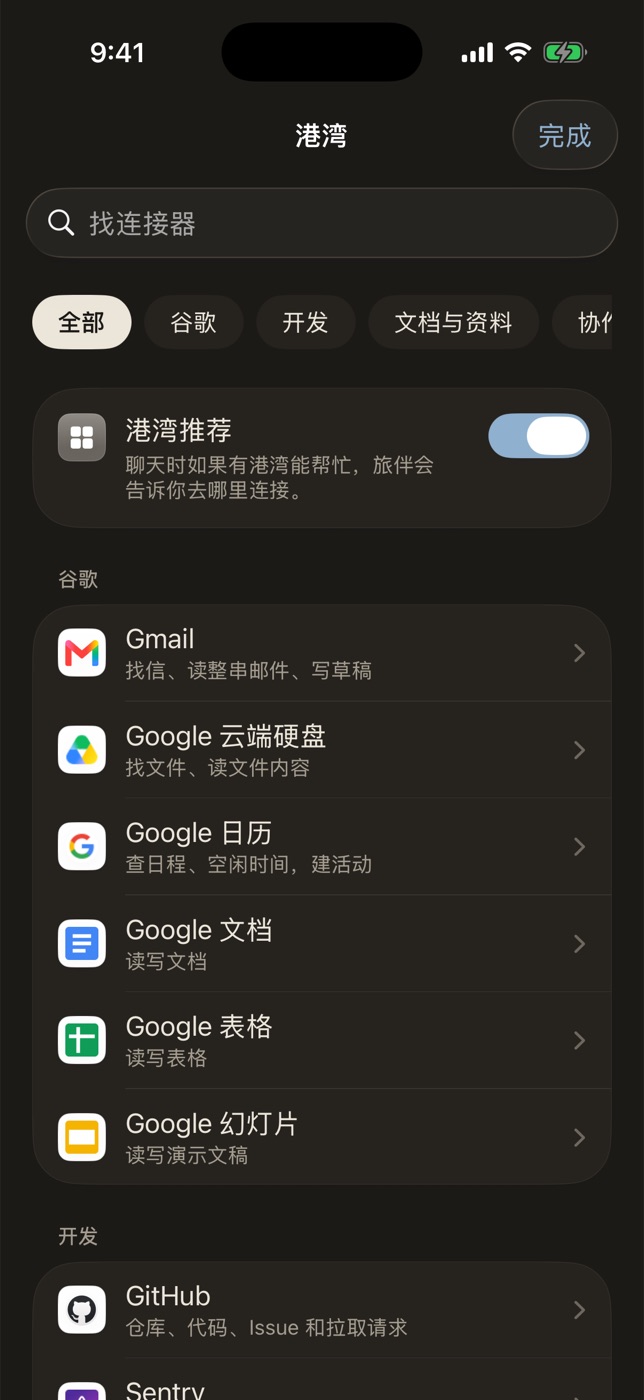 9:41
港湾
完成
找连接器
全部
谷歌
开发
文档与资料
协作
港湾推荐
聊天时如果有港湾能帮忙，旅伴会
告诉你去哪里连接。
谷歌
Gmail
找信、读整串邮件、写草稿
Google 云端硬盘
找文件、读文件内容
Google 日历
查日程、空闲时间，建活动
Google 文档
读写文档
Google 表格
读写表格
Google 幻灯片
读写演示文稿
开发
GitHub
仓库、代码、Issue 和拉取请求
Sentry